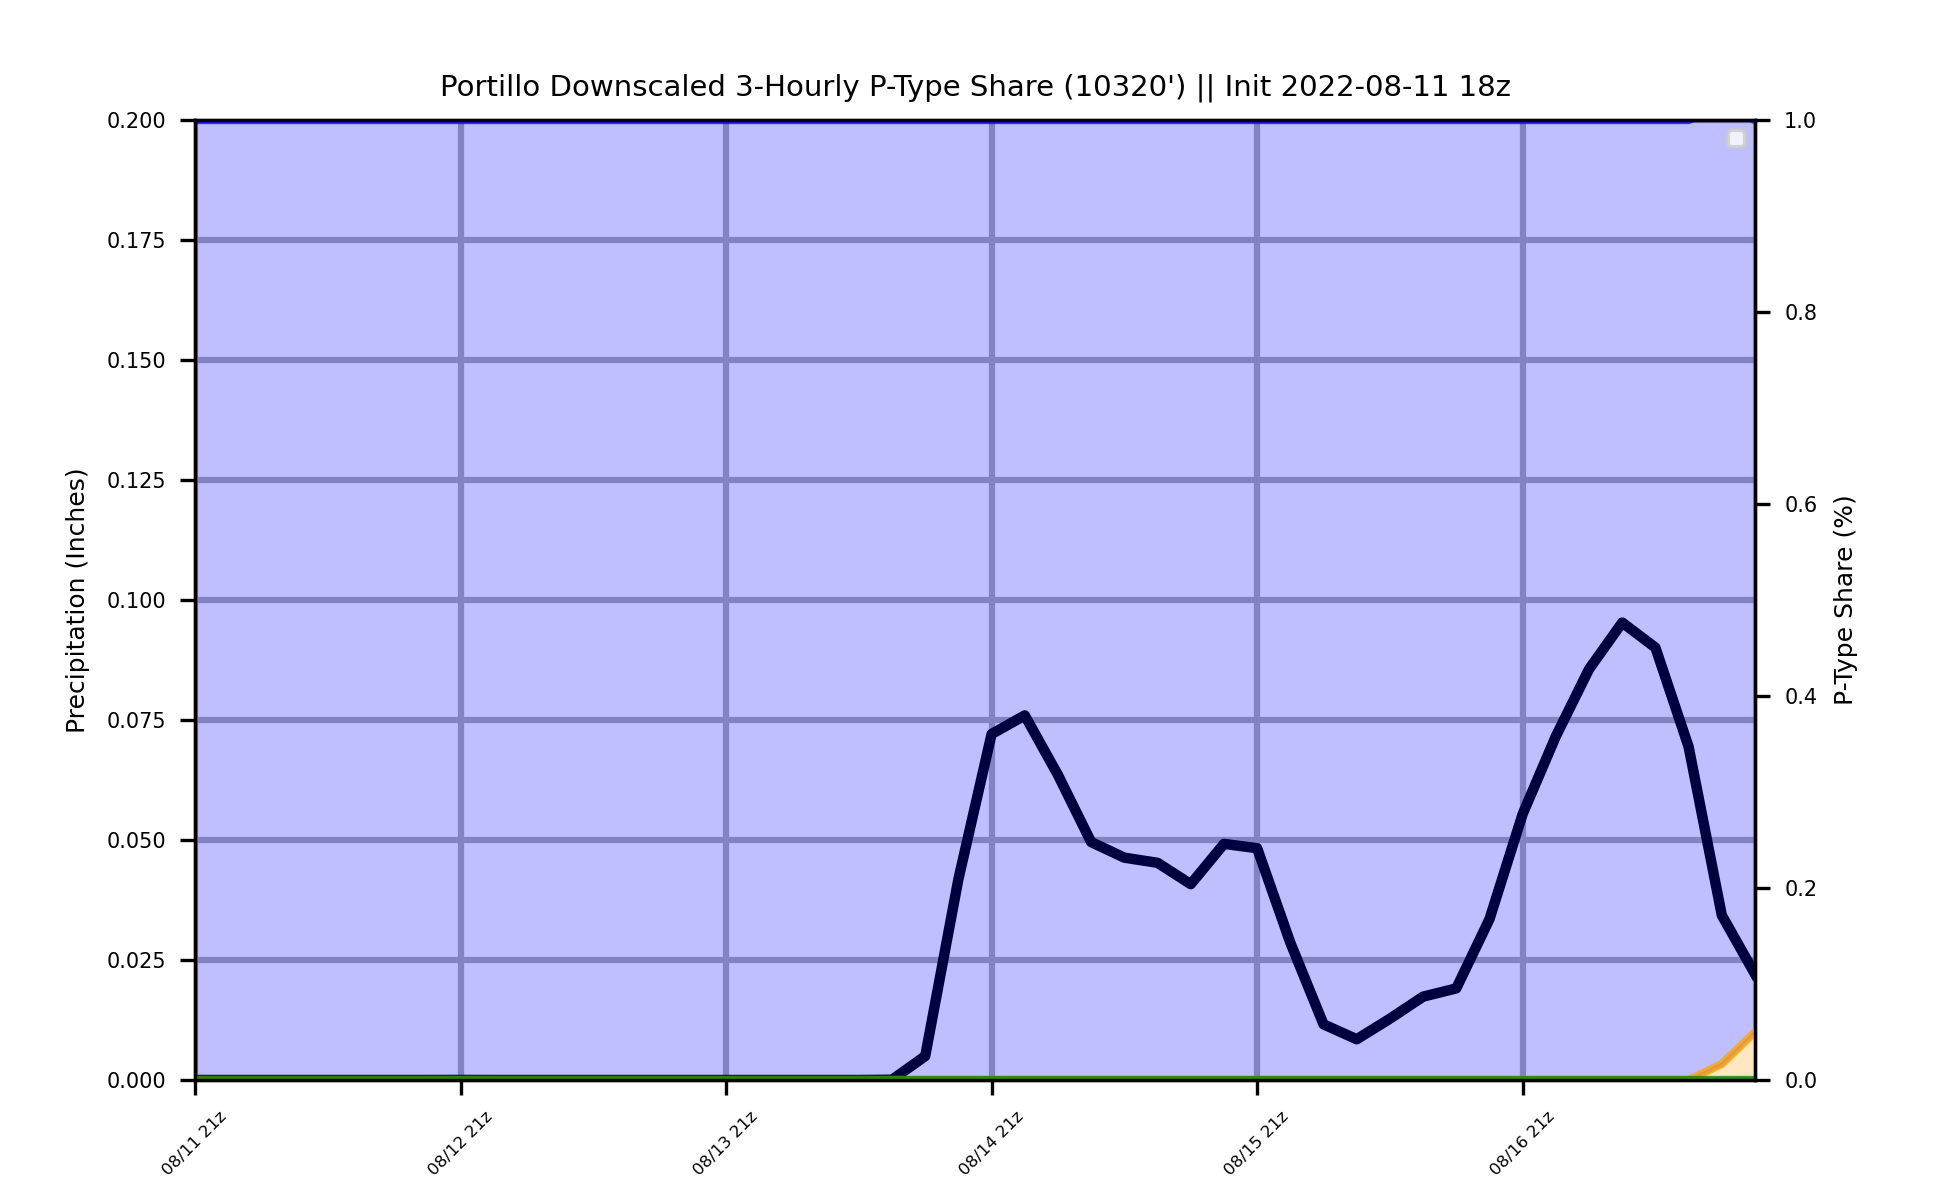 Portillo Downscaled 3-Hourly P-Type Share (10320') || Init 2022-08-11 18z
Precipitation (Inches)
0.200
0.175
0.150
0.125
0.100
0.075
0.050
0.025
0.000
1.0
0.8
0.6
0.4
0.2
0.0
P-Type Share (%)
08/11 21z
08/12 21z
08/13 21z
08/14 21z
08/15 21z
08/16 21z